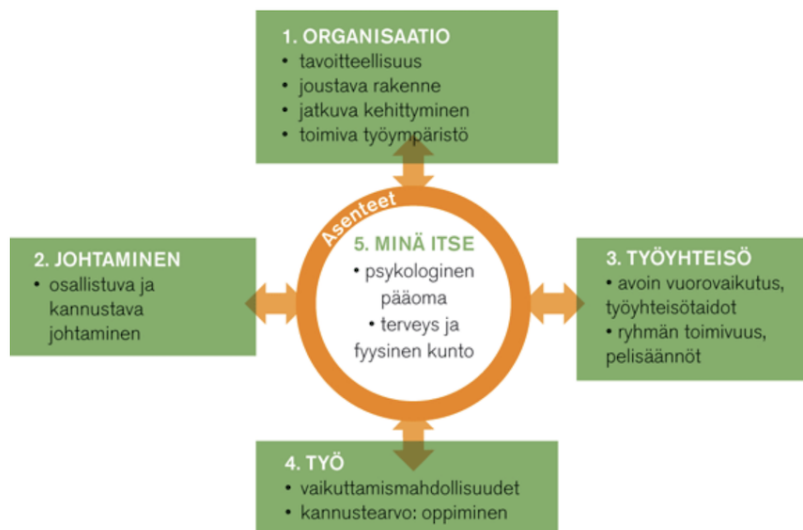 1. ORGANISAATIO
• tavoitteellisuus
• joustava rakenne
• jatkuva kehittyminen
• toimiva työympäristö
Asenteet
5. MINÄ ITSE
• psykologinen
pääoma
• terveys ja
fyysinen kunto
2. JOHTAMINEN
• osallistuva ja
kannustava
johtaminen
3. TYÖYHTEISÖ
• avoin vuorovaikutus,
työyhteisötaidot
• ryhmän toimivuus,
pelisäännöt
4. TYÖ
• vaikuttamismahdollisuudet
• kannustearvo: oppiminen